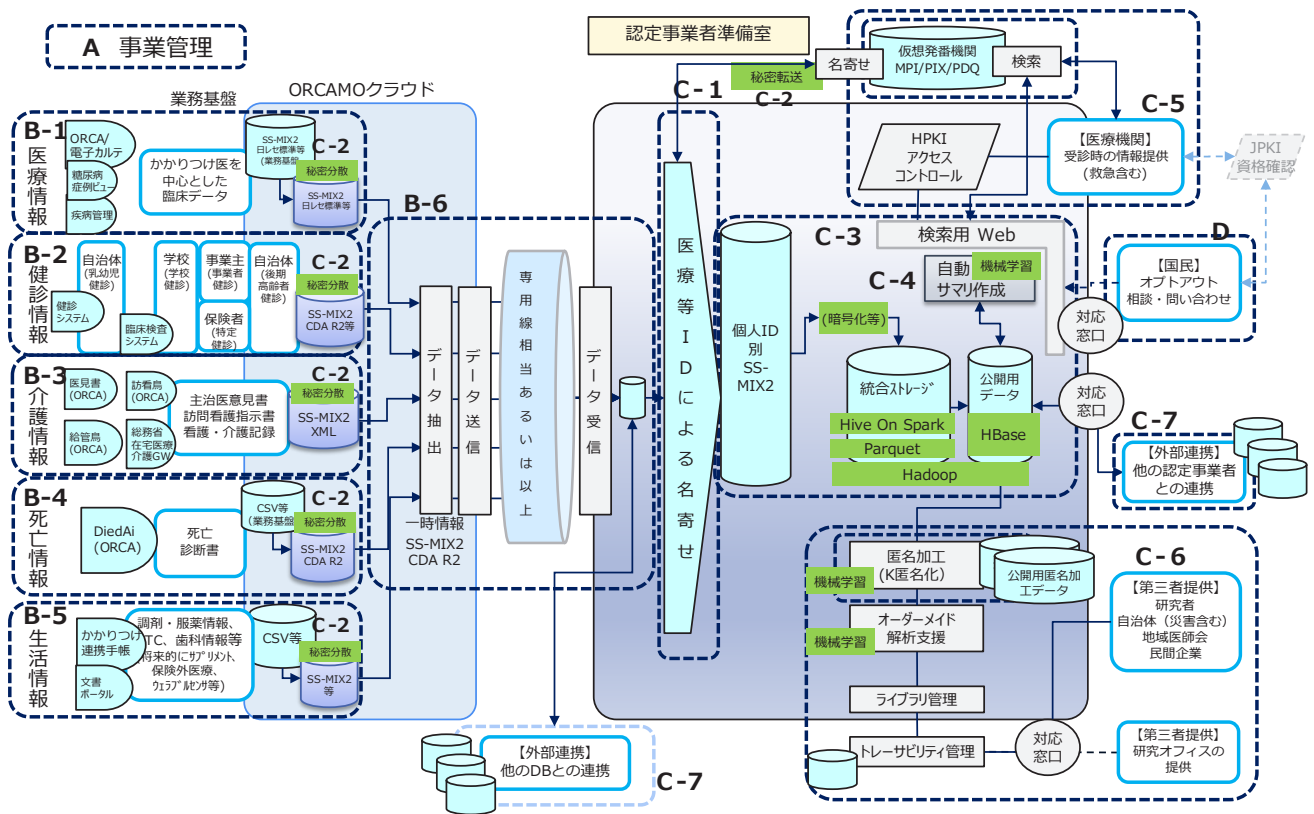 A 事業管理
認定事業者準備室
仮想発番機関
MPI/PIX/PDQ
名寄せ
検索
秘密転送
C-1
C-2
C-5
業務基盤
ORCAMOクラウド
B-1
医療情報
ORCA/
電子カルテ
糖尿病
症例ビュー
疾病管理
かかりつけ医を
中心とした
臨床データ
SS-MIX2
日レセ標準等
(業務基盤)
C-2
秘密分散
SS-MIX2
日レセ標準等
HPKI
アクセス
コントロール
【医療機関】
受診時の情報提供
(救急含む)
JPKI
資格確認
B-2
健診情報
自治体
(乳幼児
健診)
健診
システム
学校
(学校
健診)
臨床検査
システム
事業主
(事業者
健診)
保険者
(特定
健診)
自治体
(後期
高齢者
健診)
C-2
秘密分散
SS-MIX2
CDA R2等
B-6
データ抽出
データ送信
専用線相当あるいは以上
データ受信
一時情報
SS-MIX2
CDA R2
医療等IDによる名寄せ
C-3
検索用 Web
C-4
自動
機械学習
サマリ作成
個人ID
別
SS-
MIX2
(暗号化等)
統合ストレージ
公開用
データ
Hive On Spark
Parquet
HBase
Hadoop
D
【国民】
オプトアウト
相談・問い合わせ
対応
窓口
対応
窓口
C-7
【外部連携】
他の認定事業者
との連携
B-3
介護情報
医見書
(ORCA)
訪看鳥
(ORCA)
給管鳥
(ORCA)
総務省
在宅医療
介護GW
主治医意見書
訪問看護指示書
看護・介護記録
C-2
秘密分散
SS-MIX2
XML
B-4
死亡情報
DiedAi
(ORCA)
死亡
診断書
CSV等
(業務基盤)
C-2
秘密分散
SS-MIX2
CDA R2
B-5
生活情報
かかりつけ
連携手帳
文書
ポータル
調剤・服薬情報、
TC、歯科情報等
将来的にサプリメント、
保険外医療、
ウェラブルセンサ等)
CSV等
C-2
秘密分散
SS-MIX2
等
匿名加工
(K匿名化)
機械学習
公開用匿名加
工データ
オーダーメイド
解析支援
機械学習
ライブラリ管理
トレーサビリティ管理
対応
窓口
C-6
【第三者提供】
研究者
自治体（災害含む）
地域医師会
民間企業
【第三者提供】
研究オフィスの
提供
【外部連携】
他のDBとの連携
C-7